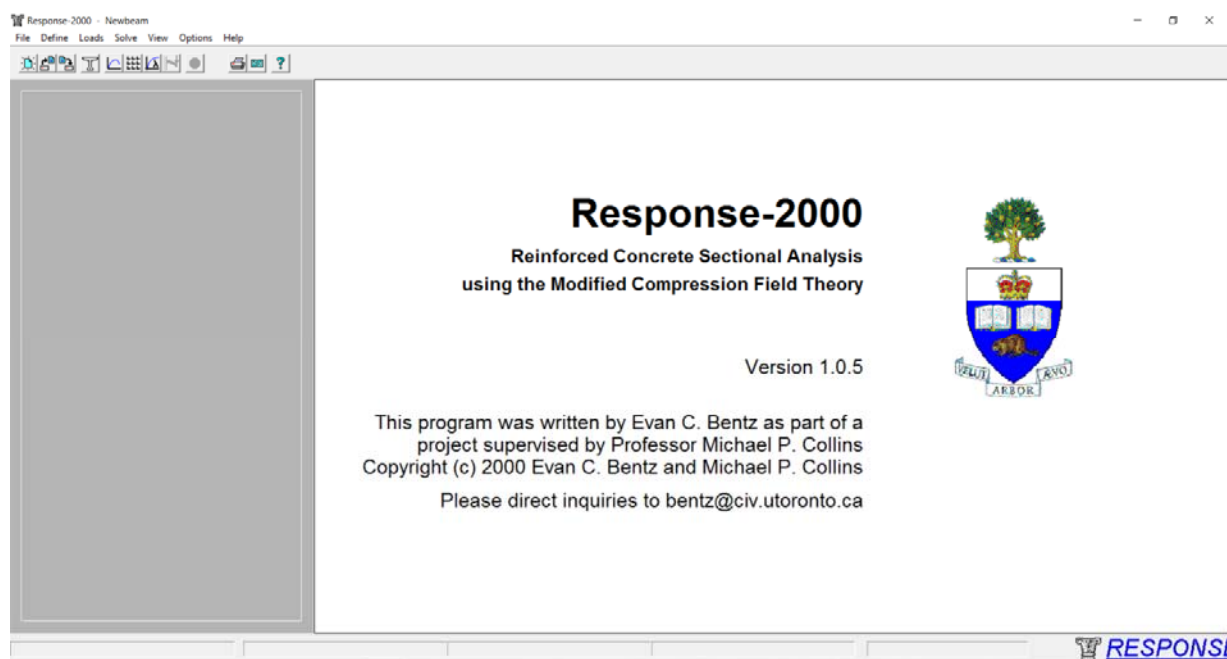 Response-2000 - Newbeam
File Define Loads Solve View Options Help
Response-2000
Reinforced Concrete Sectional Analysis
using the Modified Compression Field Theory
Version 1.0.5
This program was written by Evan C. Bentz as part of a
project supervised by Professor Michael P. Collins
Copyright (c) 2000 Evan C. Bentz and Michael P. Collins
Please direct inquiries to bentz@civ.utoronto.ca
VELUT ARBOR ÆVO
RESPONSE